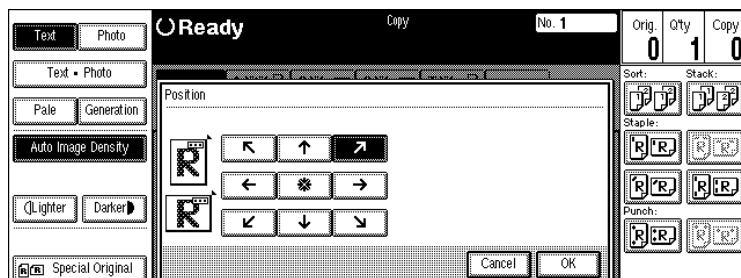 Text
Photo
Text • Photo
Pale
Generation
Auto Image Density
Lighter
Darker
Special Original
Ready
Copy
No. 1
Position
R
R
Cancel
OK
Orig.
Q'ty
Copy
0
1
0
Sort:
Stack:
Staple:
Punch: